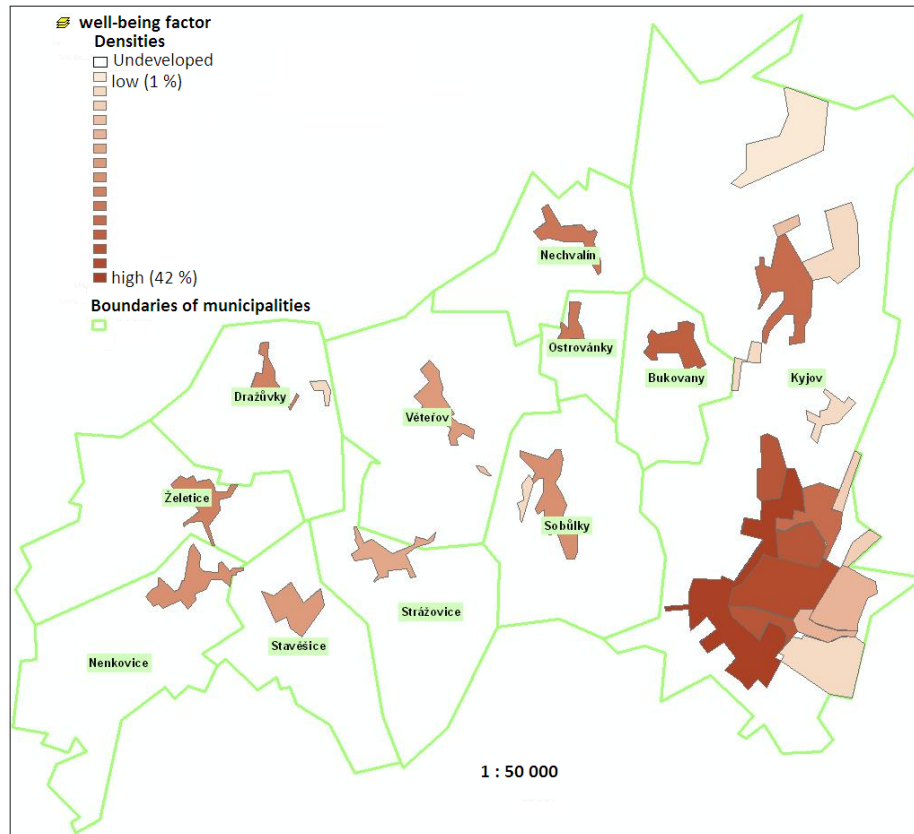 well-being factor
Densities
Undeveloped
low (1 %)
high (42 %)
Boundaries of municipalities
Nechvalín
Ostrovánky
Bukovany
Kyjov
Dražůvky
Věteřov
Želetice
Sobůlky
Strážovice
Stavěšice
Nenkovice
1 : 50 000